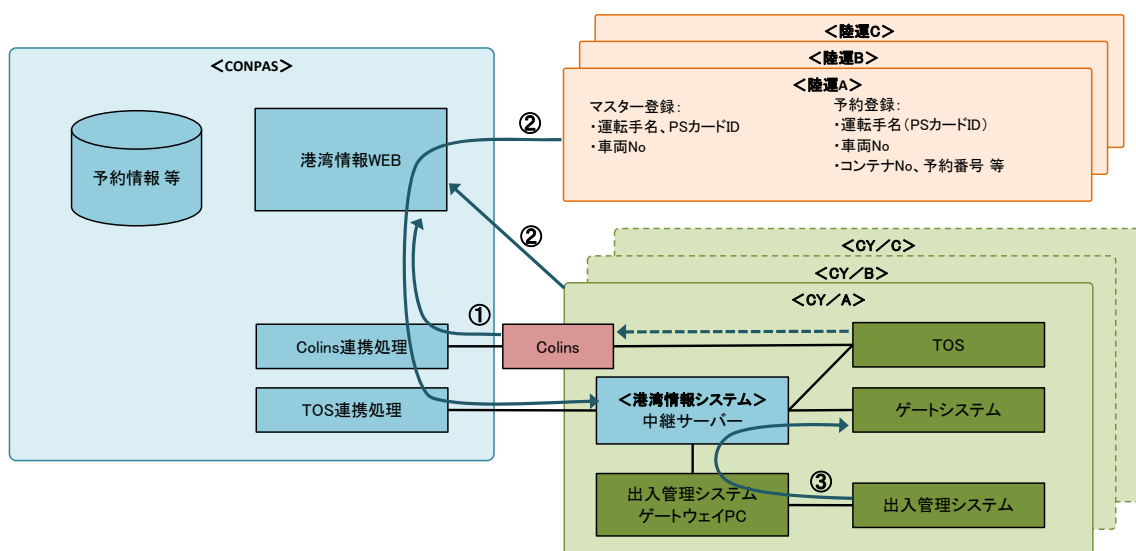 ＜CONPAS＞
予約情報 等
港湾情報WEB
Colins連携処理
TOS連携処理
＜陸運C＞
＜陸運B＞
＜陸運A＞
マスター登録：
・運転手名、PSカードID
・車両No
予約登録：
・運転手名（PSカードID）
・車両No
・コンテナNo、予約番号 等
②
②
①
＜CY／C＞
＜CY／B＞
＜CY／A＞
Colins
TOS
＜港湾情報システム＞
中継サーバー
ゲートシステム
③
出入管理システム
ゲートウェイPC
出入管理システム